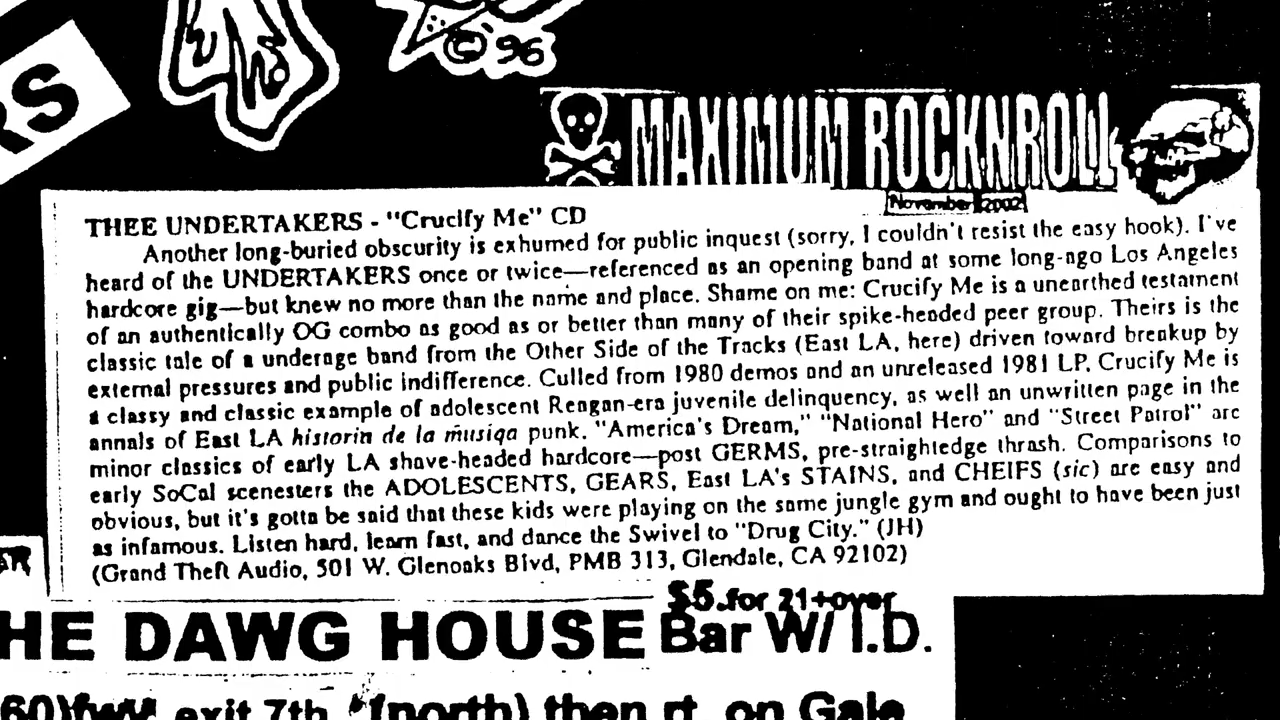 RS
© 96
MAXIMUM ROCKNROLL
November 2002
THEE UNDERTAKERS - "Crucify Me" CD
Another long-buried obscurity is exhumed for public inquest (sorry, I couldn't resist the easy hook). I've
heard of the UNDERTAKERS once or twice—referenced as an opening band at some long-ago Los Angeles
hardcore gig—but knew no more than the name and place. Shame on me: Crucify Me is a unearthed testament
of an authentically OG combo as good as or better than many of their spike-headed peer group. Theirs is the
classic tale of a underage band from the Other Side of the Tracks (East LA, here) driven toward breakup by
external pressures and public indifference. Culled from 1980 demos and an unreleased 1981 LP, Crucify Me is
a classy and classic example of adolescent Reagan-era juvenile delinquency, as well an unwritten page in the
annals of East LA historia de la musiqa punk. "America's Dream," "National Hero" and "Street Patrol" are
minor classics of early LA shave-headed hardcore—post GERMS, pre-straightedge thrash. Comparisons to
early SoCal scenesters the ADOLESCENTS, GEARS, East LA's STAINS, and CHEIFS (sic) are easy and
obvious, but it's gotta be said that these kids were playing on the same jungle gym and ought to have been just
as infamous. Listen hard, learn fast, and dance the Swivel to "Drug City." (JH)
(Grand Theft Audio, 501 W. Glenoaks Blvd, PMB 313, Glendale, CA 92102)
$5.for 21+over
HE DAWG HOUSE Bar W/ I.D.
60)fwy exit 7th (north) then rt. on Gale